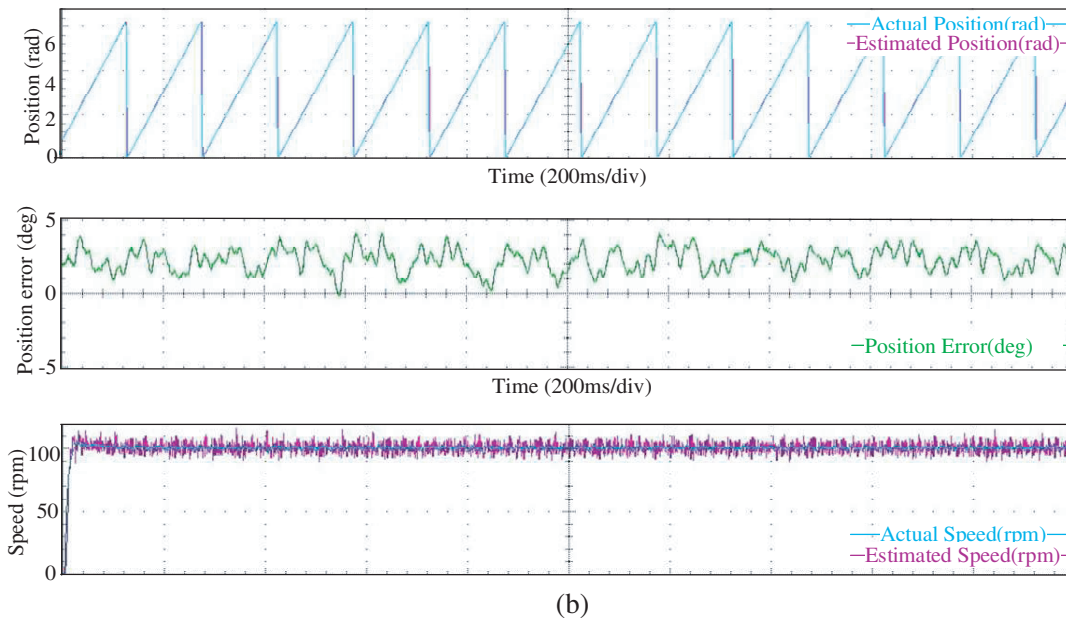 Actual Position(rad)
Estimated Position(rad)
Position (rad)
6
4
2
0
Time (200ms/div)
Position error (deg)
5
0
-5
Position Error(deg)
Time (200ms/div)
Speed (rpm)
100
50
0
Actual Speed(rpm)
Estimated Speed(rpm)
(b)